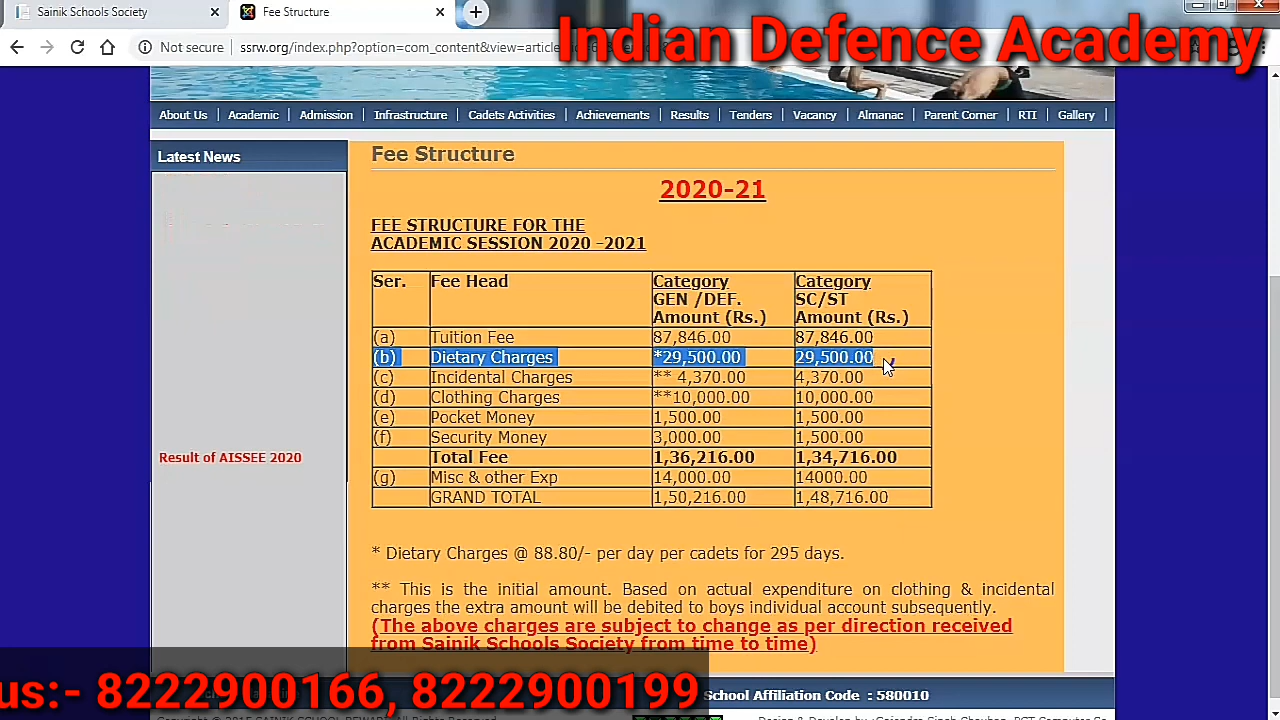 Sainik Schools Society
Fee Structure
Indian Defence Academy
Not secure
ssrw.org/index.php?option=com_content&view=article
About Us
Academic
Admission
Infrastructure
Cadets Activities
Achievements
Results
Tenders
Vacancy
Almanac
Parent Corner
RTI
Gallery
Latest News
Result of AISSEE 2020
Fee Structure
2020-21
FEE STRUCTURE FOR THE
ACADEMIC SESSION 2020 –2021
Ser. Fee Head Category GEN /DEF. Amount (Rs.) Category SC/ST Amount (Rs.)
(a) Tuition Fee 87,846.00 87,846.00
(b) Dietary Charges *29,500.00 29,500.00
(c) Incidental Charges ** 4,370.00 4,370.00
(d) Clothing Charges **10,000.00 10,000.00
(e) Pocket Money 1,500.00 1,500.00
(f) Security Money 3,000.00 1,500.00
Total Fee 1,36,216.00 1,34,716.00
(g) Misc & other Exp 14,000.00 14000.00
GRAND TOTAL 1,50,216.00 1,48,716.00
* Dietary Charges @ 88.80/- per day per cadets for 295 days.
** This is the initial amount. Based on actual expenditure on clothing & incidental
charges the extra amount will be debited to boys individual account subsequently.
(The above charges are subject to change as per direction received
from Sainik Schools Society from time to time)
us:- 8222900166, 8222900199
School Affiliation Code : 580010